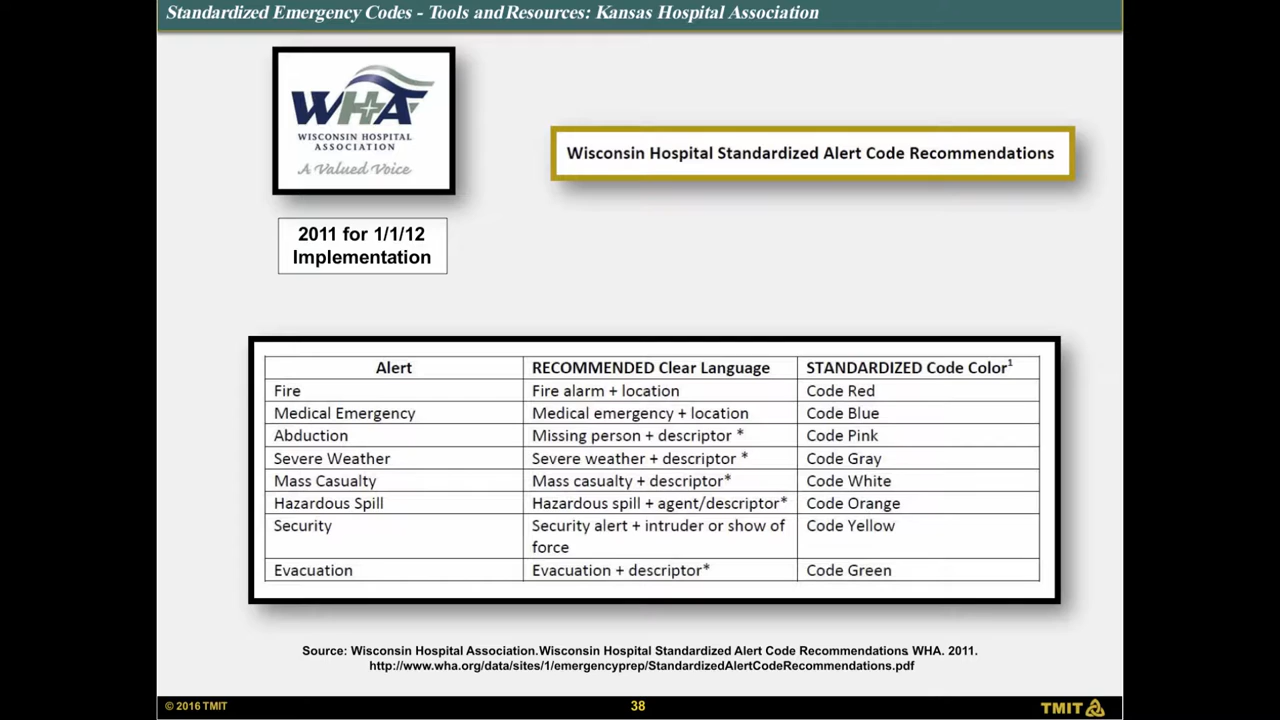 Standardized Emergency Codes - Tools and Resources: Kansas Hospital Association
WHA
WISCONSIN HOSPITAL
ASSOCIATION
A Valued Voice
Wisconsin Hospital Standardized Alert Code Recommendations
2011 for 1/1/12
Implementation
Alert RECOMMENDED Clear Language STANDARDIZED Code Color1
Fire Fire alarm + location Code Red
Medical Emergency Medical emergency + location Code Blue
Abduction Missing person + descriptor * Code Pink
Severe Weather Severe weather + descriptor * Code Gray
Mass Casualty Mass casualty + descriptor* Code White
Hazardous Spill Hazardous spill + agent/descriptor* Code Orange
Security Security alert + intruder or show of Code Yellow
force
Evacuation Evacuation + descriptor* Code Green
Source: Wisconsin Hospital Association.Wisconsin Hospital Standardized Alert Code Recommendations. WHA. 2011.
http://www.wha.org/data/sites/1/emergencyprep/StandardizedAlertCodeRecommendations.pdf
© 2016 TMIT 38 TMIT